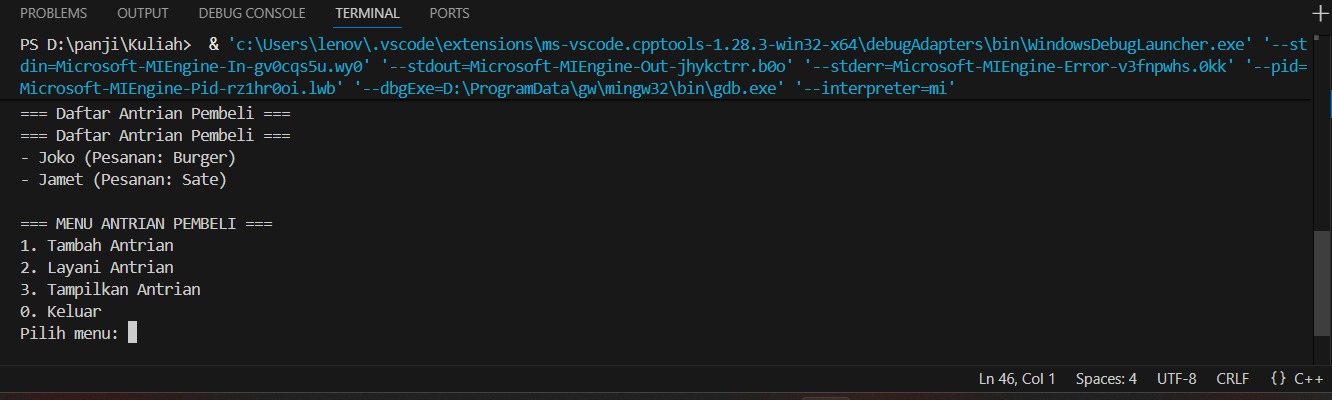 PROBLEMS OUTPUT DEBUG CONSOLE TERMINAL PORTS
PS D:\panji\Kuliah>  & 'c:\Users\lenov\.vscode\extensions\ms-vscode.cpptools-1.28.3-win32-x64\debugAdapters\bin\WindowsDebugLauncher.exe' '--st
din=Microsoft-MIEngine-In-gv0cqs5u.wy0' '--stdout=Microsoft-MIEngine-Out-jhykctrr.b0o' '--stderr=Microsoft-MIEngine-Error-v3fnpwhs.0kk' '--pid=
Microsoft-MIEngine-Pid-rz1hr0oi.lwb' '--dbgExe=D:\ProgramData\gw\mingw32\bin\gdb.exe' '--interpreter=mi'
=== Daftar Antrian Pembeli ===
=== Daftar Antrian Pembeli ===
- Joko (Pesanan: Burger)
- Jamet (Pesanan: Sate)
=== MENU ANTRIAN PEMBELI ===
1. Tambah Antrian
2. Layani Antrian
3. Tampilkan Antrian
0. Keluar
Pilih menu:
Ln 46, Col 1 Spaces: 4 UTF-8 CRLF {} C++